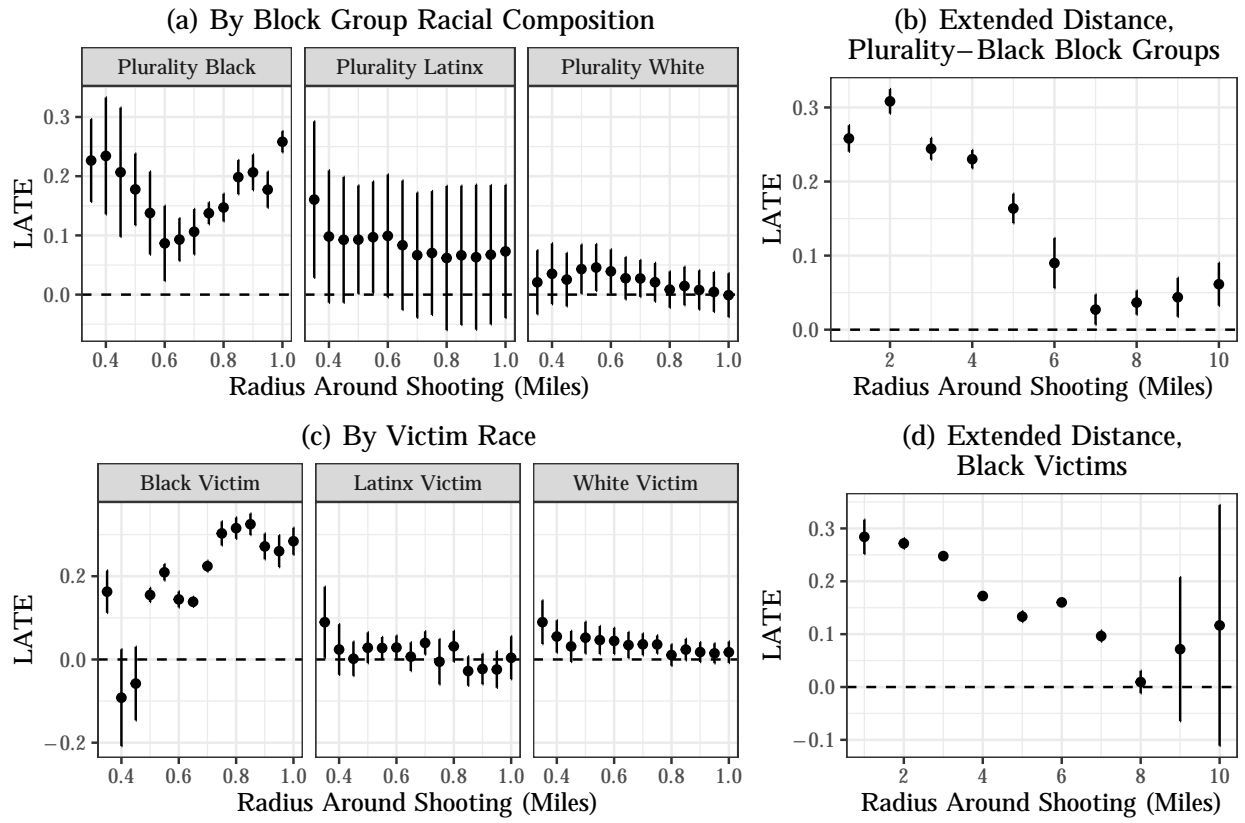 (a) By Block Group Racial Composition
Plurality Black
Plurality Latinx
Plurality White
LATE
0.3
0.2
0.1
0.0
0.4 0.6 0.8 1.0
0.4 0.6 0.8 1.0
0.4 0.6 0.8 1.0
Radius Around Shooting (Miles)
(b) Extended Distance,
Plurality−Black Block Groups
LATE
0.3
0.2
0.1
0.0
2 4 6 8 10
Radius Around Shooting (Miles)
(c) By Victim Race
Black Victim
Latinx Victim
White Victim
LATE
0.2
0.0
−0.2
0.4 0.6 0.8 1.0
0.4 0.6 0.8 1.0
0.4 0.6 0.8 1.0
Radius Around Shooting (Miles)
(d) Extended Distance,
Black Victims
LATE
0.3
0.2
0.1
0.0
−0.1
2 4 6 8 10
Radius Around Shooting (Miles)